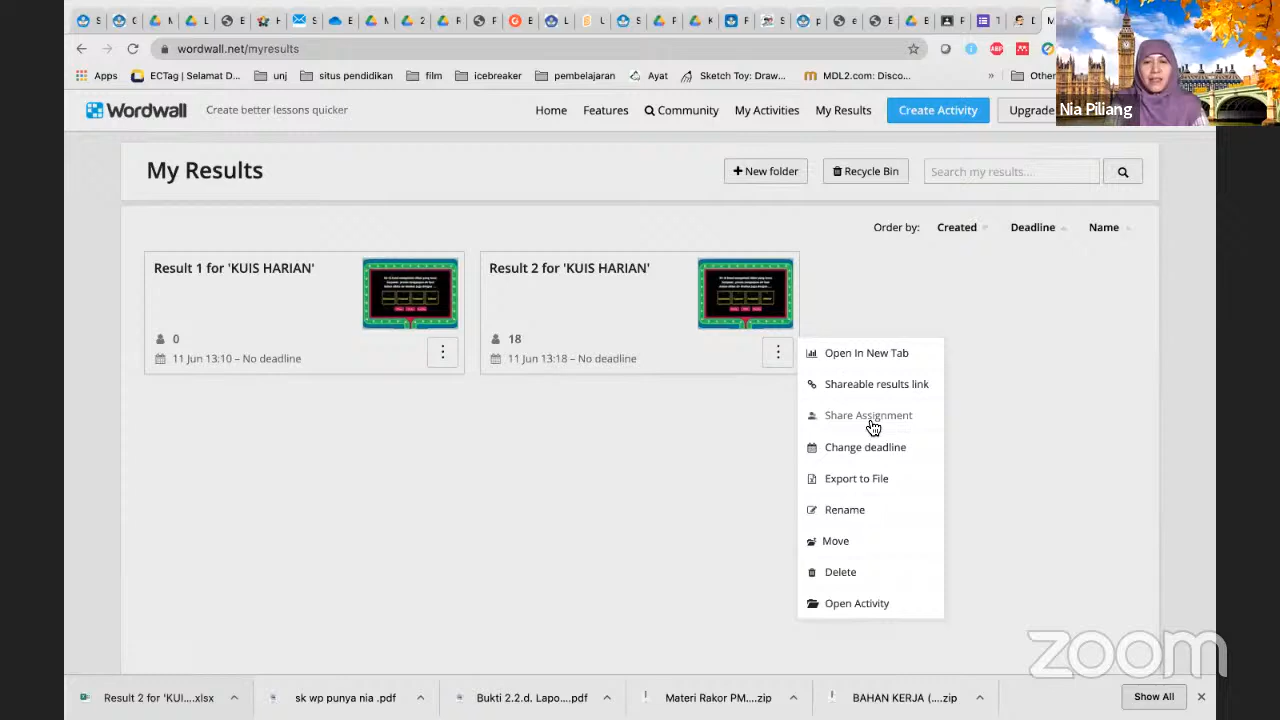 wordwall.net/myresults
Apps
ECTag | Selamat D...
unj
situs pendidikan
film
icebreaker
pembelajaran
Ayat
Sketch Toy: Draw...
MDL2.com: Disco...
»
Nia Piliang
Wordwall
Create better lessons quicker
Home
Features
Community
My Activities
My Results
Create Activity
Upgrade
My Results
New folder
Recycle Bin
Search my results....
Order by:
Created
Deadline
Name
Result 1 for 'KUIS HARIAN'
0
11 Jun 13:10 – No deadline
Result 2 for 'KUIS HARIAN'
18
11 Jun 13:18 – No deadline
Open In New Tab
Shareable results link
Share Assignment
Change deadline
Export to File
Rename
Move
Delete
Open Activity
zoom
Result 2 for 'KUI....xlsx
sk wp punya nia .pdf
Bukti 2.2.d. Lapo....pdf
Materi Rakor PM....zip
BAHAN KERJA (....zip
Show All